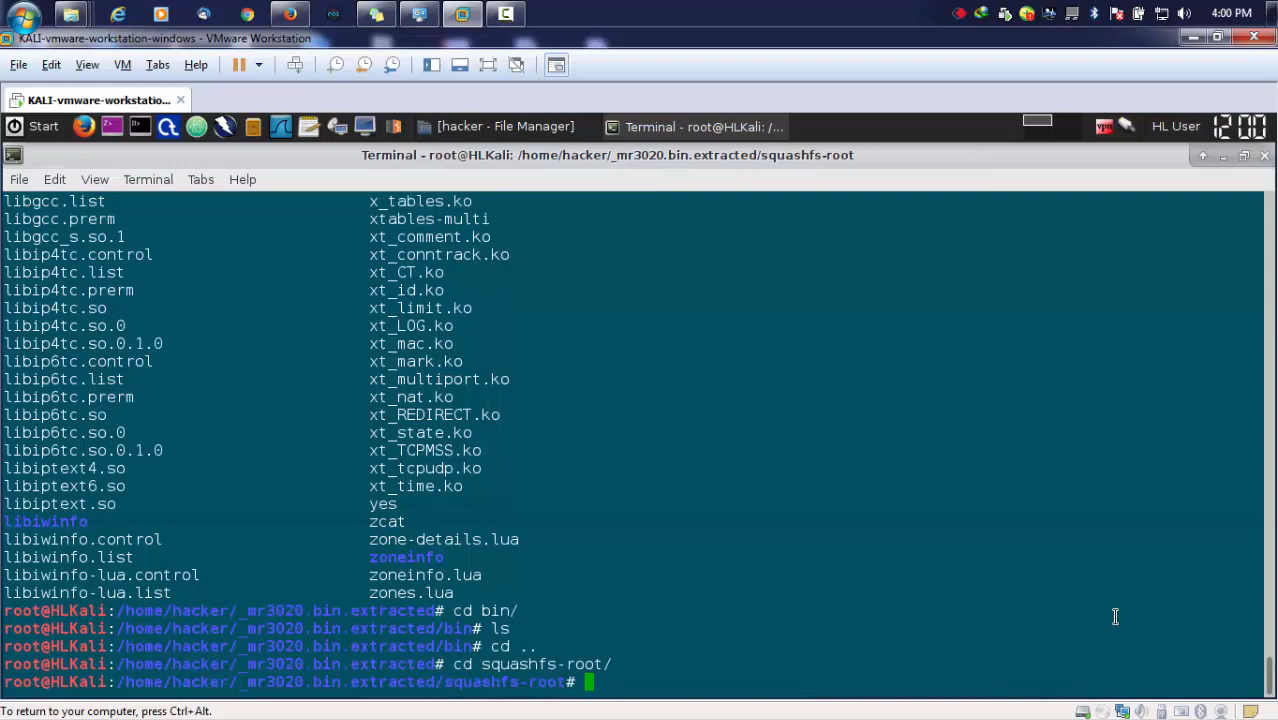 4:00 PM
KALI-vmware-workstation-windows - VMware Workstation
File Edit View VM Tabs Help
KALI-vmware-workstatio...
Start [hacker - File Manager] Terminal - root@HLKali: /... HL User 12 00
Terminal - root@HLKali: /home/hacker/_mr3020.bin.extracted/squashfs-root
File Edit View Terminal Tabs Help
libgcc.list x_tables.ko
libgcc.prerm xtables-multi
libgcc_s.so.1 xt_comment.ko
libip4tc.control xt_conntrack.ko
libip4tc.list xt_CT.ko
libip4tc.prerm xt_id.ko
libip4tc.so xt_limit.ko
libip4tc.so.0 xt_LOG.ko
libip4tc.so.0.1.0 xt_mac.ko
libip6tc.control xt_mark.ko
libip6tc.list xt_multiport.ko
libip6tc.prerm xt_nat.ko
libip6tc.so xt_REDIRECT.ko
libip6tc.so.0 xt_state.ko
libip6tc.so.0.1.0 xt_TCPMSS.ko
libiptext4.so xt_tcpudp.ko
libiptext6.so xt_time.ko
libiptext.so yes
libiwinfo zcat
libiwinfo.control zone-details.lua
libiwinfo.list zoneinfo
libiwinfo-lua.control zoneinfo.lua
libiwinfo-lua.list zones.lua
root@HLKali:/home/hacker/_mr3020.bin.extracted# cd bin/
root@HLKali:/home/hacker/_mr3020.bin.extracted/bin# ls
root@HLKali:/home/hacker/_mr3020.bin.extracted/bin# cd ..
root@HLKali:/home/hacker/_mr3020.bin.extracted# cd squashfs-root/
root@HLKali:/home/hacker/_mr3020.bin.extracted/squashfs-root#
To return to your computer, press Ctrl+Alt.